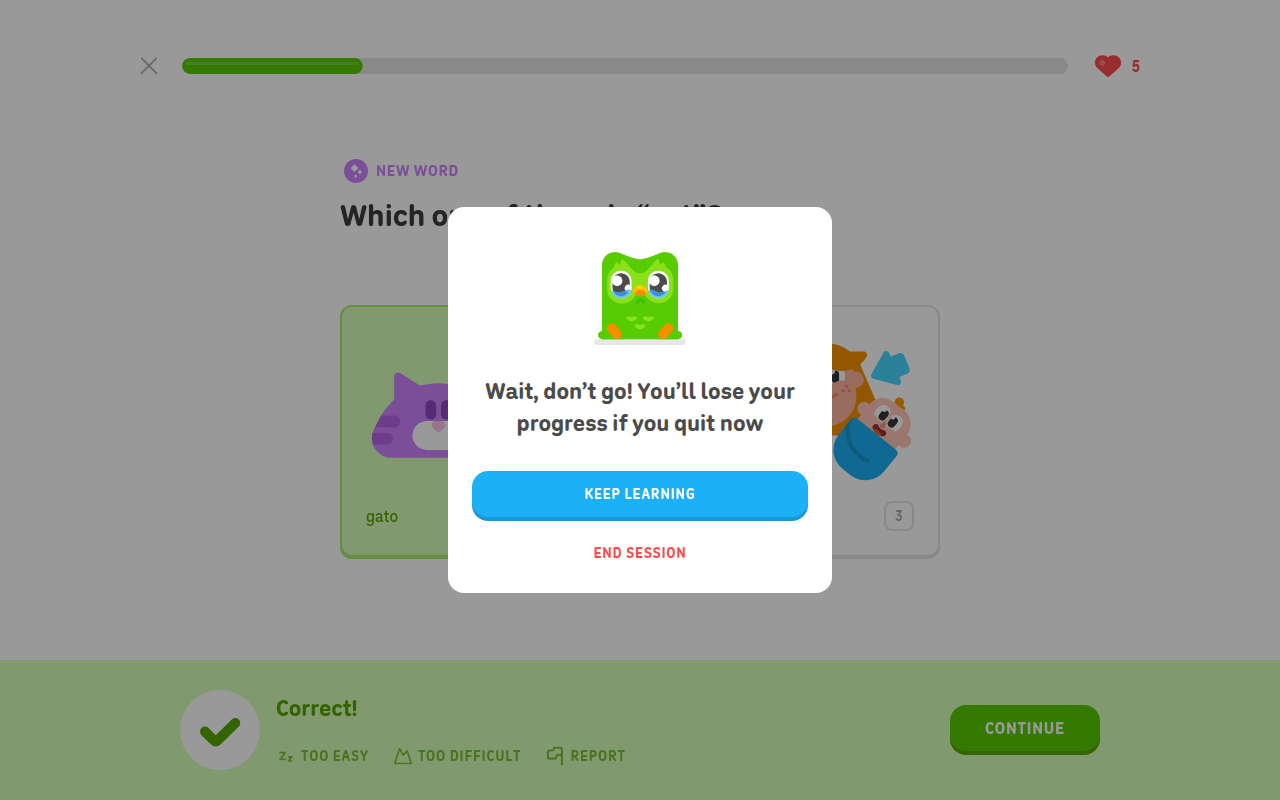 5
NEW WORD
Which
Wait, don't go! You'll lose your
progress if you quit now
KEEP LEARNING
gato
3
END SESSION
Correct!
CONTINUE
zz TOO EASY
TOO DIFFICULT
REPORT